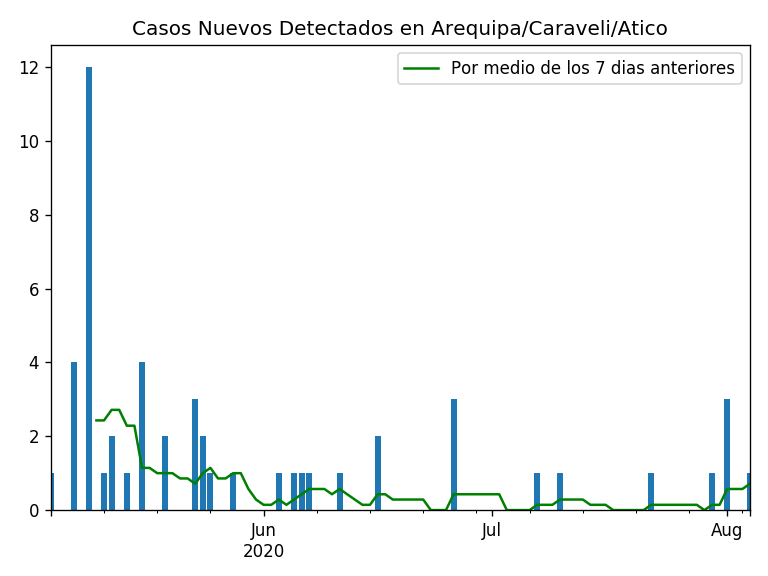 Casos Nuevos Detectados en Arequipa/Caraveli/Atico
Por medio de los 7 dias anteriores
12
10
8
6
4
2
0
Jun
2020
Jul
Aug